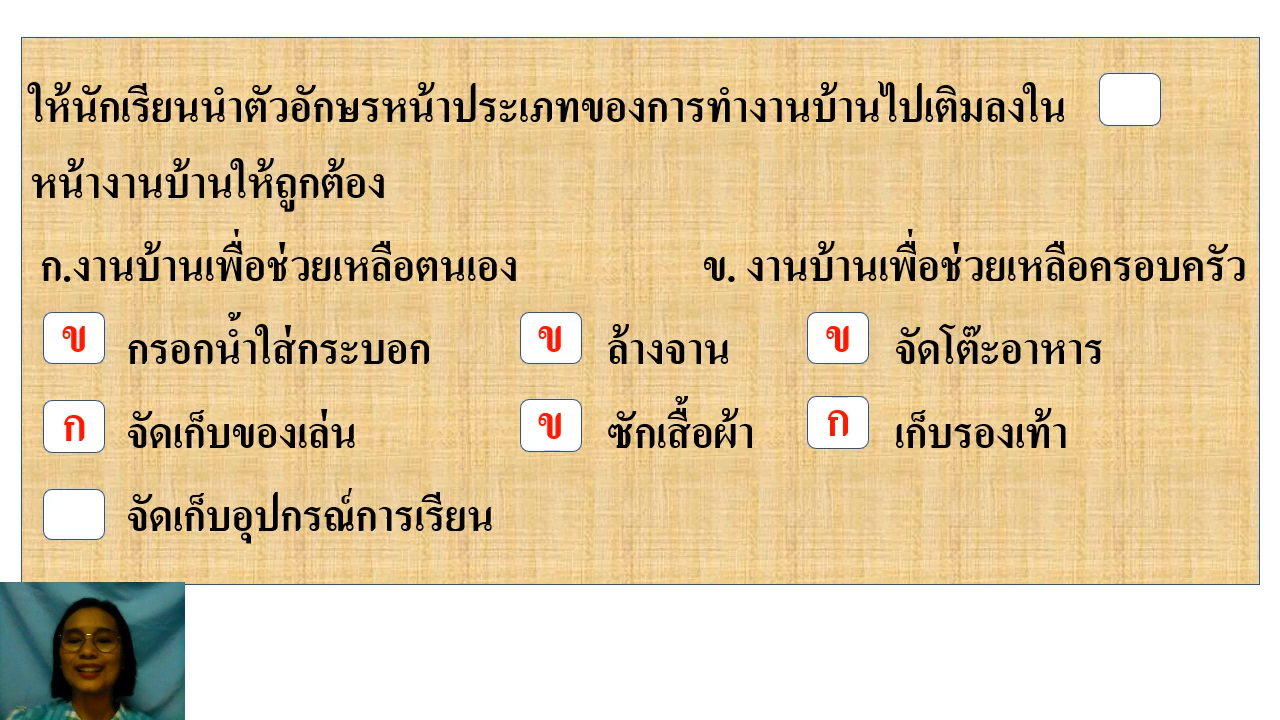 ให้นักเรียนนำตัวอักษรหน้าประเภทของการทำงานบ้านไปเติมลงใน
หน้างานบ้านให้ถูกต้อง
ก.งานบ้านเพื่อช่วยเหลือตนเอง ข. งานบ้านเพื่อช่วยเหลือครอบครัว
ข กรอกน้ำใส่กระบอก ข ล้างจาน ข จัดโต๊ะอาหาร
ก จัดเก็บของเล่น ข ซักเสื้อผ้า ก เก็บรองเท้า
จัดเก็บอุปกรณ์การเรียน